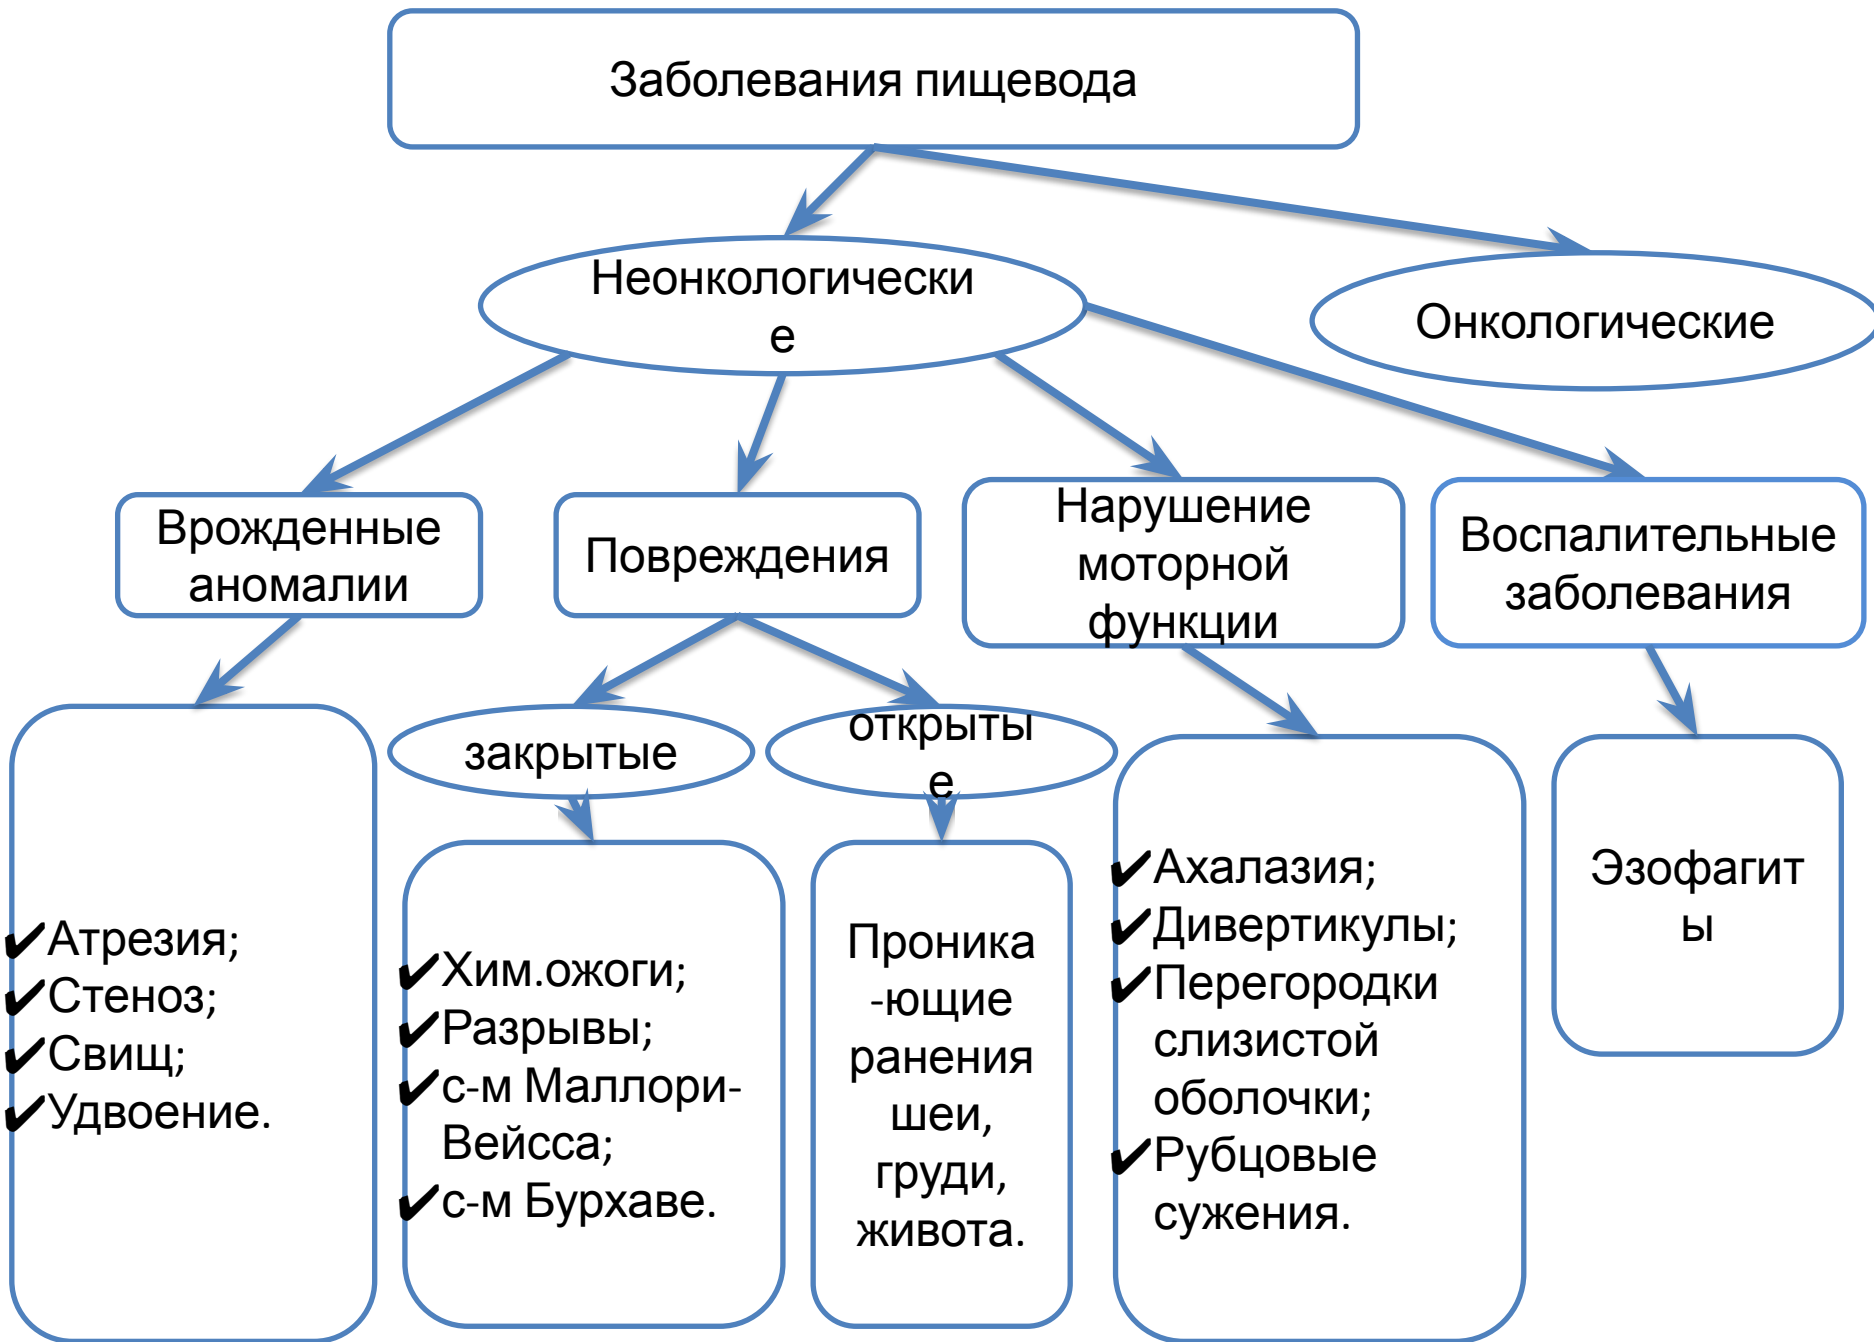 Заболевания пищевода
Неонкологически
е
Онкологические
Врожденные
аномалии
Повреждения
Нарушение
моторной
функции
Воспалительные
заболевания
закрытые
открыты
е
✔Атрезия;
✔Стеноз;
✔Свищ;
✔Удвоение.
✔Хим.ожоги;
✔Разрывы;
✔с-м Маллори-
Вейсса;
✔с-м Бурхаве.
Проника
-ющие
ранения
шеи,
груди,
живота.
✔Ахалазия;
✔Дивертикулы;
✔Перегородки
слизистой
оболочки;
✔Рубцовые
сужения.
Эзофагит
ы